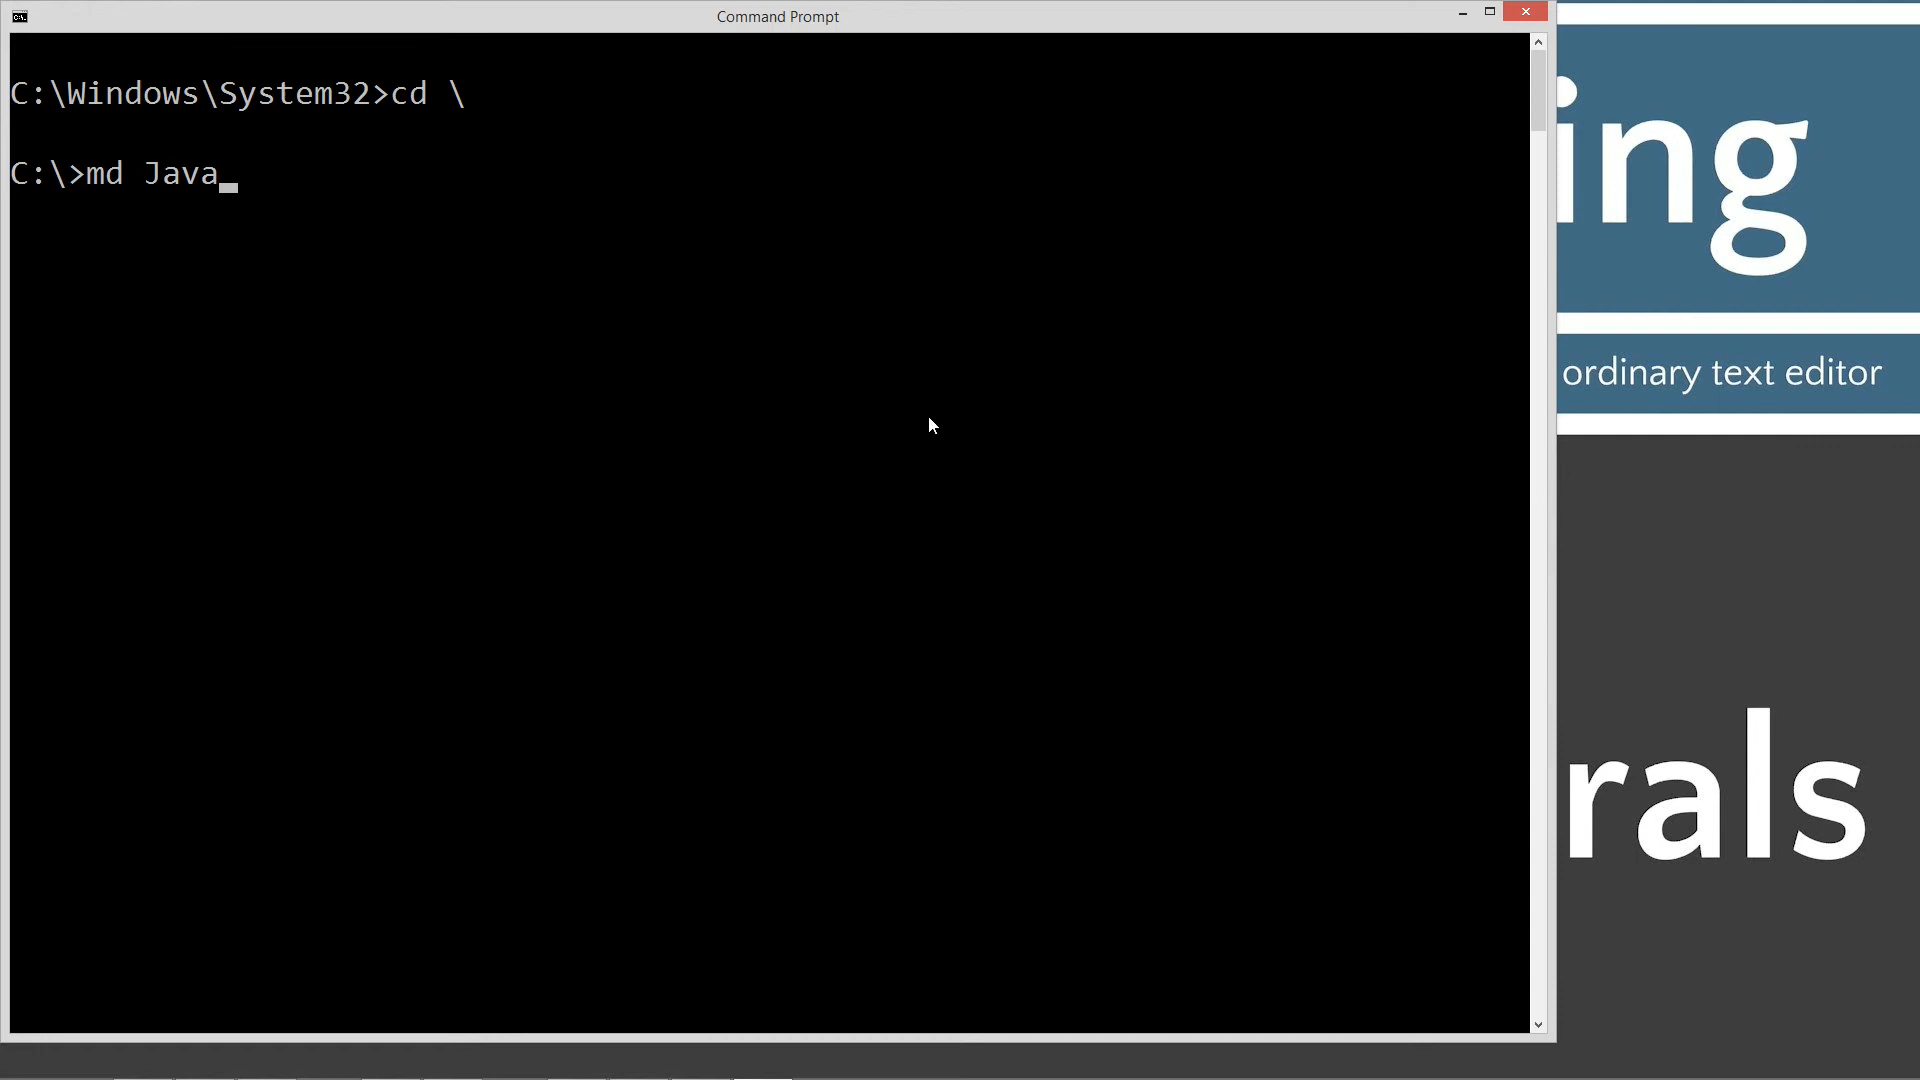 Command Prompt
C:\Windows\System32>cd \
C:\>md Java
ing
ordinary text editor
rals